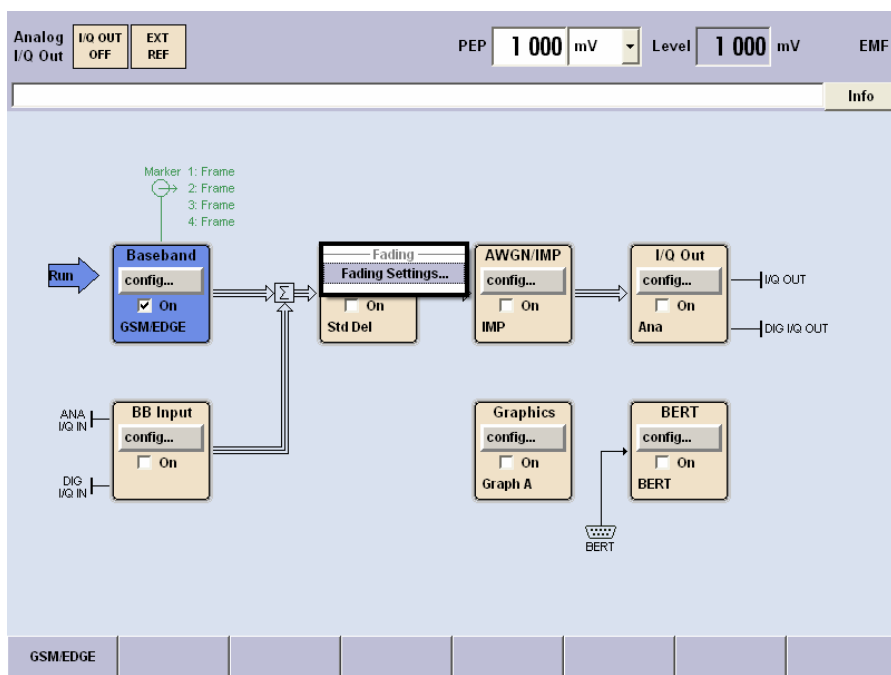 Analog I/Q Out
I/Q OUT OFF
EXT REF
PEP 1 000 mV Level 1 000 mV EMF
Info
Marker 1: Frame
2: Frame
3: Frame
4: Frame
Run
Baseband
config...
On
GSM/EDGE
Fading
Fading Settings...
On
Std Del
AWGN/IMP
config...
On
IMP
I/Q Out
config...
On
Ana
I/Q OUT
DIG I/Q OUT
ANA I/Q IN
DIG I/Q IN
BB Input
config...
On
Graphics
config...
On
Graph A
BERT
config...
On
BERT
BERT
GSM/EDGE